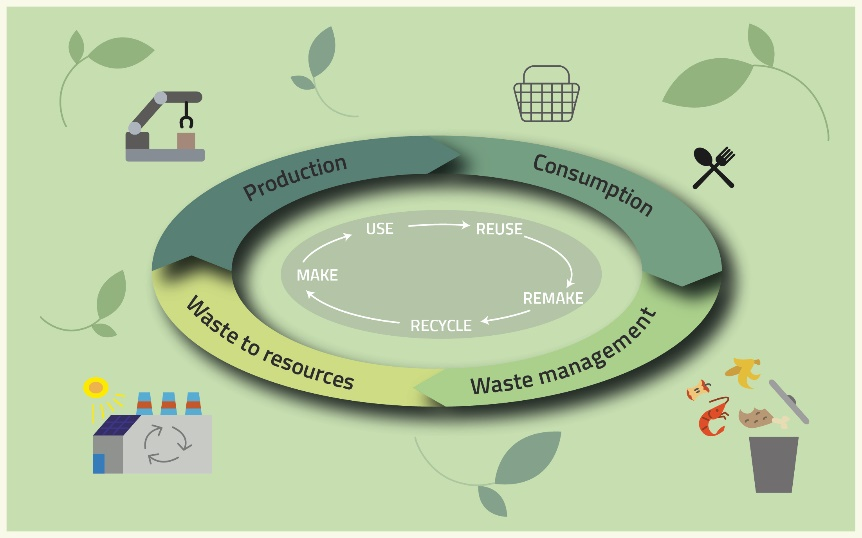 Production
Consumption
USE
REUSE
MAKE
REMAKE
RECYCLE
Waste to resources
Waste management